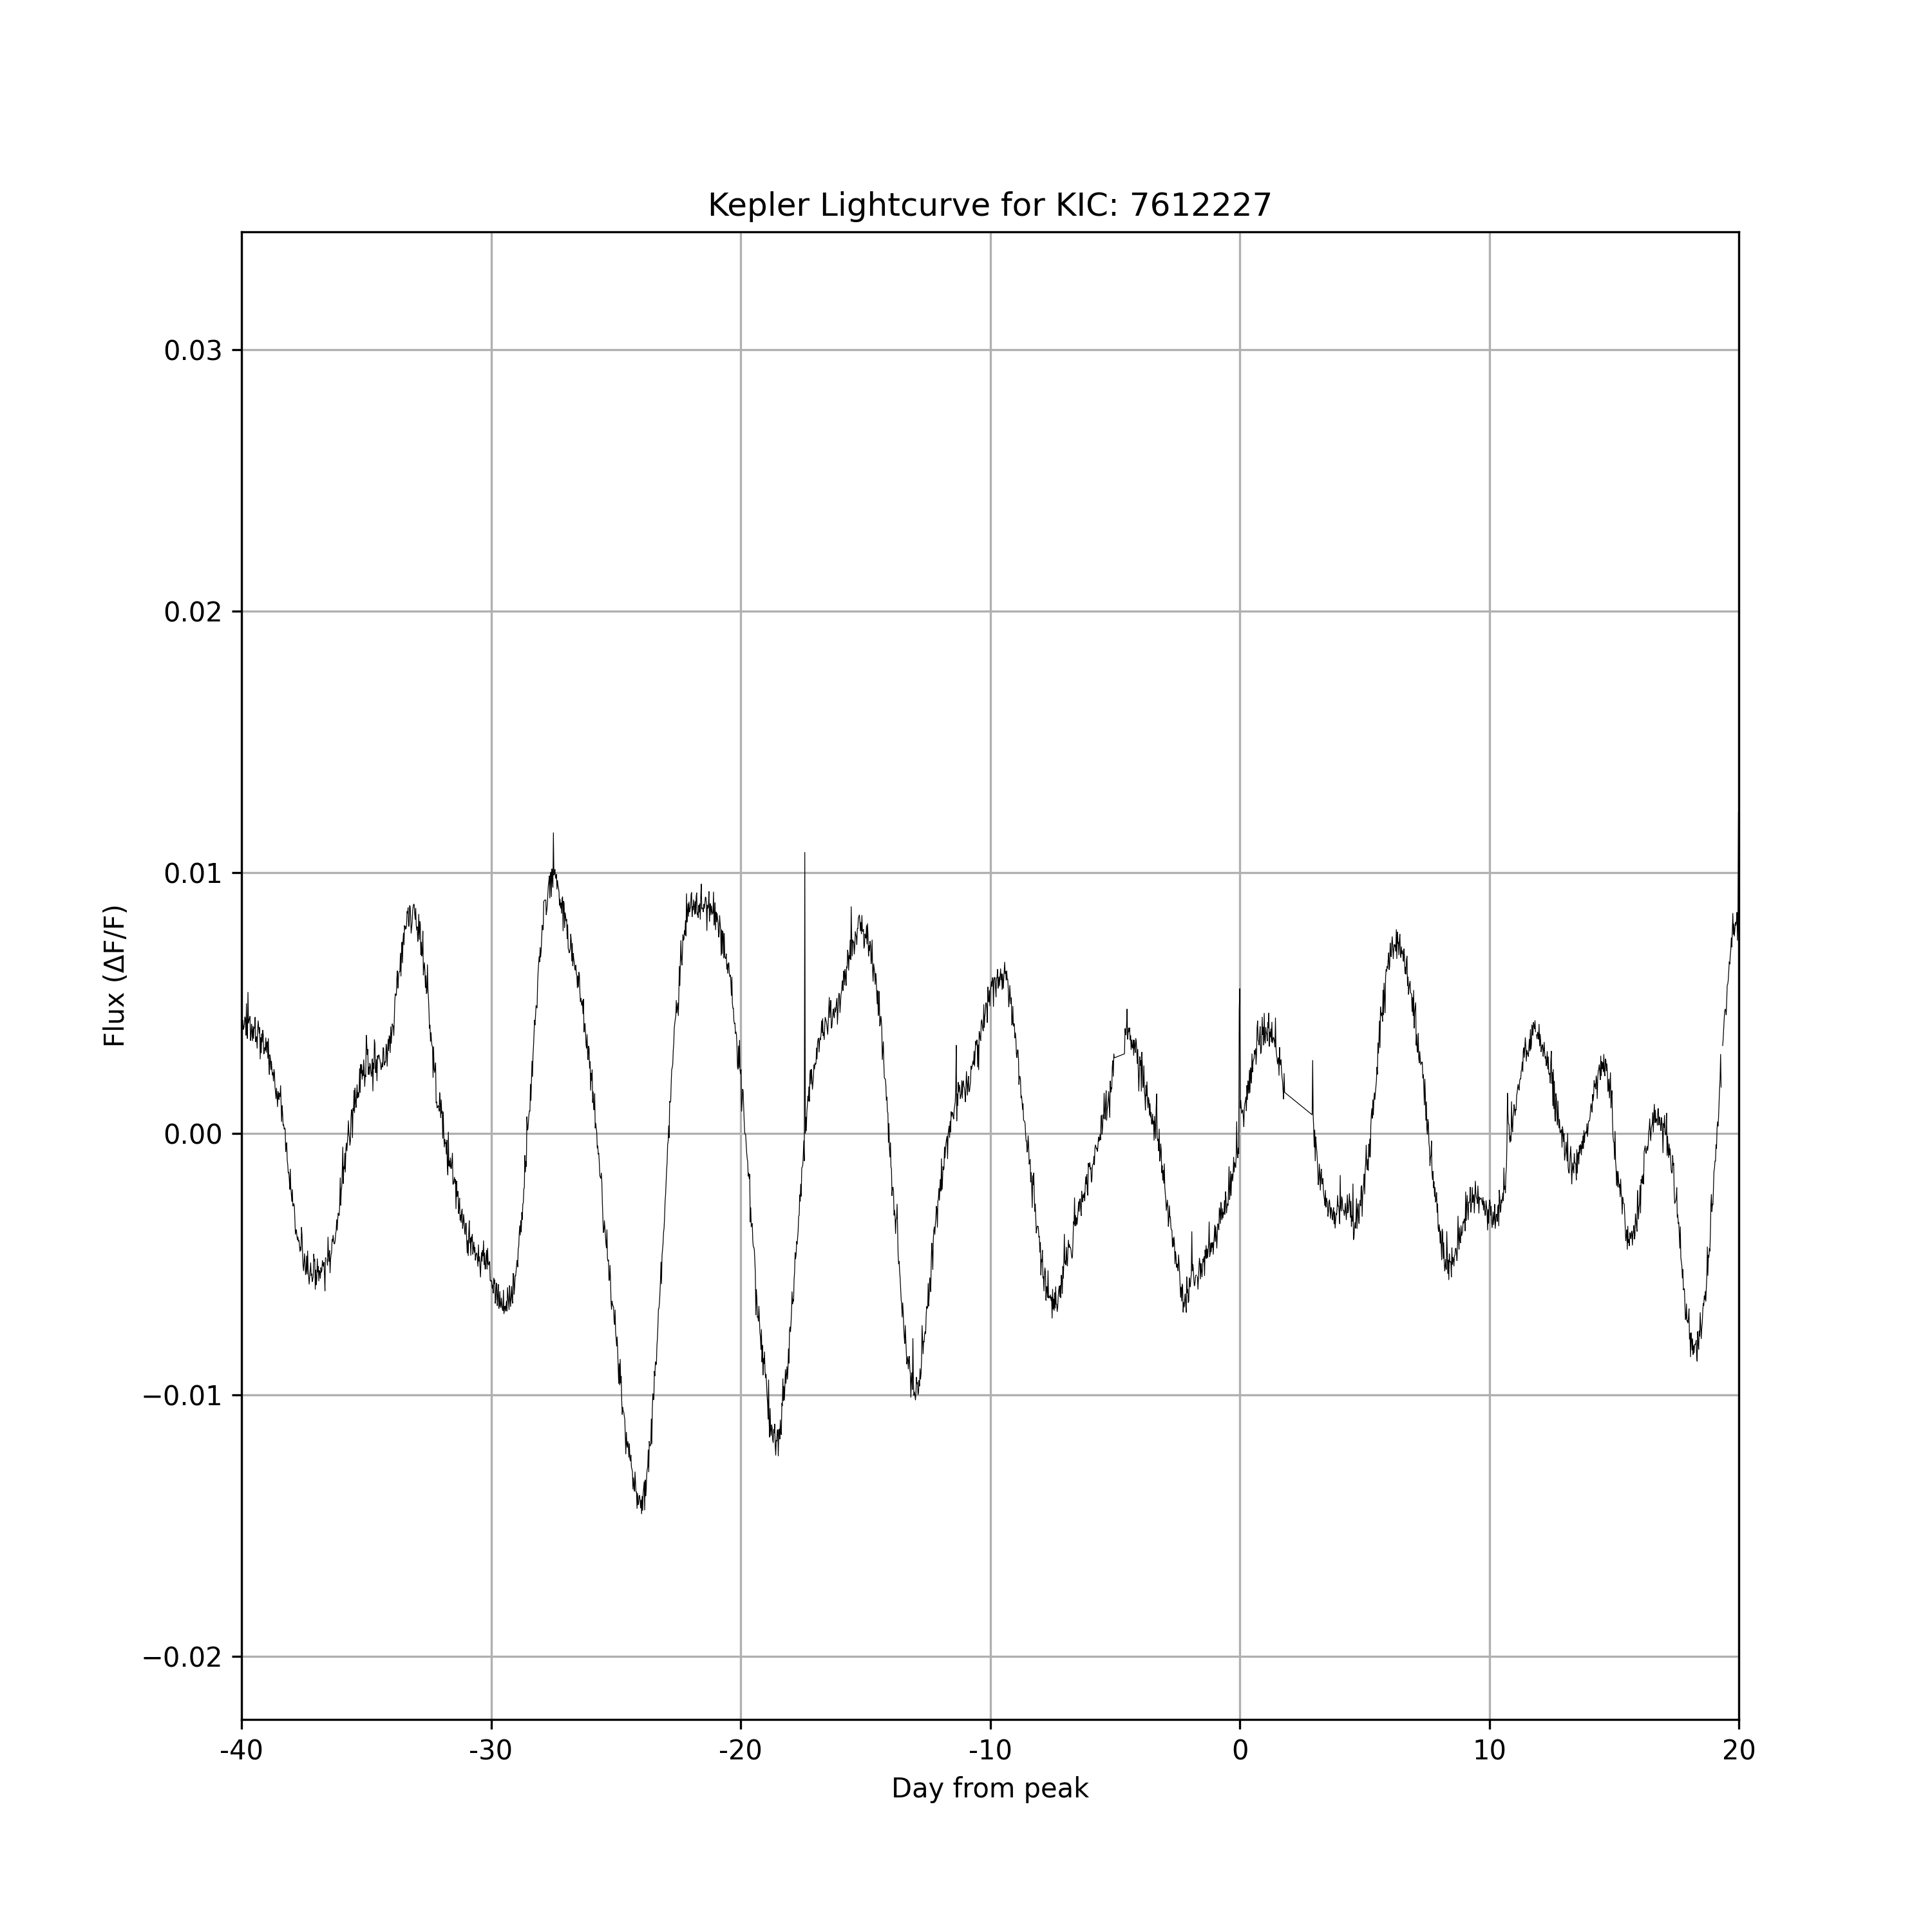 Kepler Lightcurve for KIC: 7612227
Flux (ΔF/F)
0.03
0.02
0.01
0.00
−0.01
−0.02
-40 -30 -20 -10 0 10 20
Day from peak